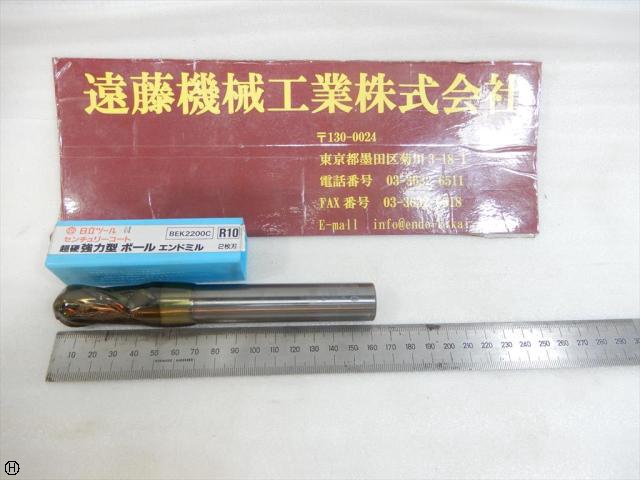 遠藤機械工業株式会社
〒130-0024
東京都墨田区菊川3-18-1
電話番号 03-3632-6511
FAX番号 03-3632-6518
E-mail info@endo-kikai
日立ツール
センチュリーコート
超硬強力型 ボール エンドミル
BEK2200C R10
2枚刃
10 20 30 40 50 60 70 80 90 100 110 120 130 140 150 160 170 180 190 200 210 220 230 240 250 260 270 280 290
H